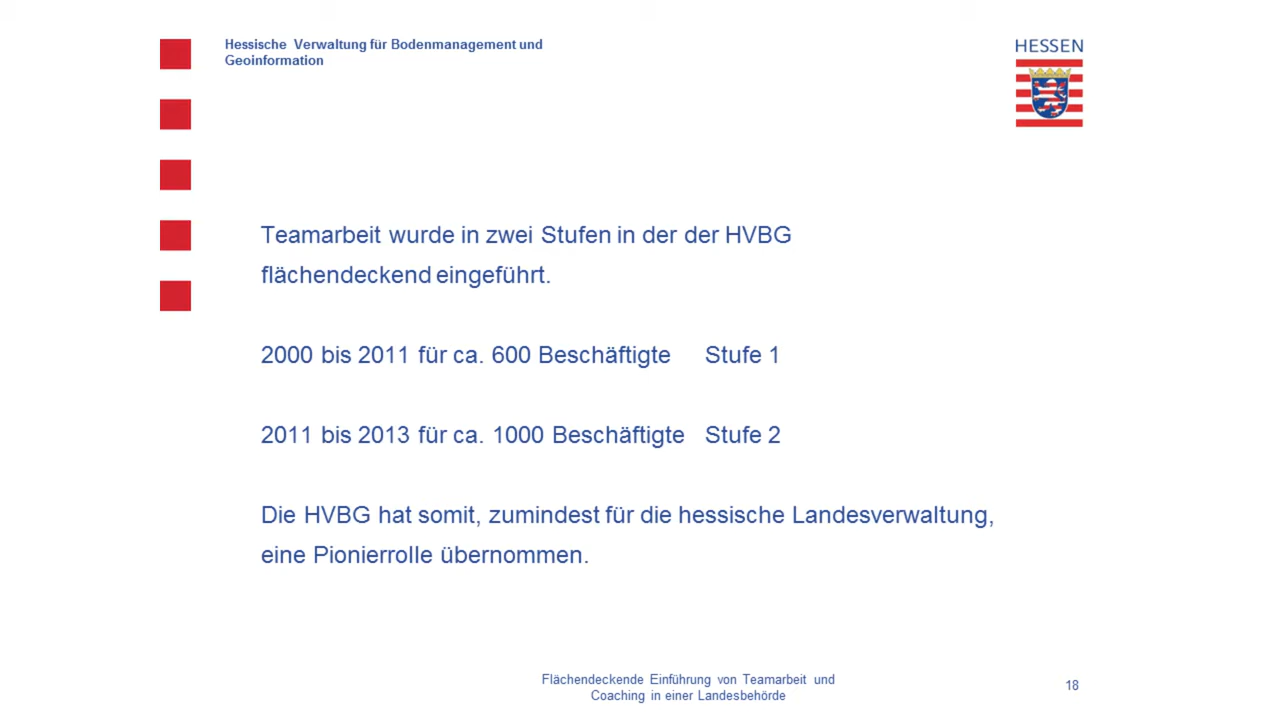 Hessische Verwaltung für Bodenmanagement und
Geoinformation
HESSEN
Teamarbeit wurde in zwei Stufen in der der HVBG
flächendeckend eingeführt.
2000 bis 2011 für ca. 600 Beschäftigte Stufe 1
2011 bis 2013 für ca. 1000 Beschäftigte Stufe 2
Die HVBG hat somit, zumindest für die hessische Landesverwaltung,
eine Pionierrolle übernommen.
Flächendeckende Einführung von Teamarbeit und
Coaching in einer Landesbehörde
18